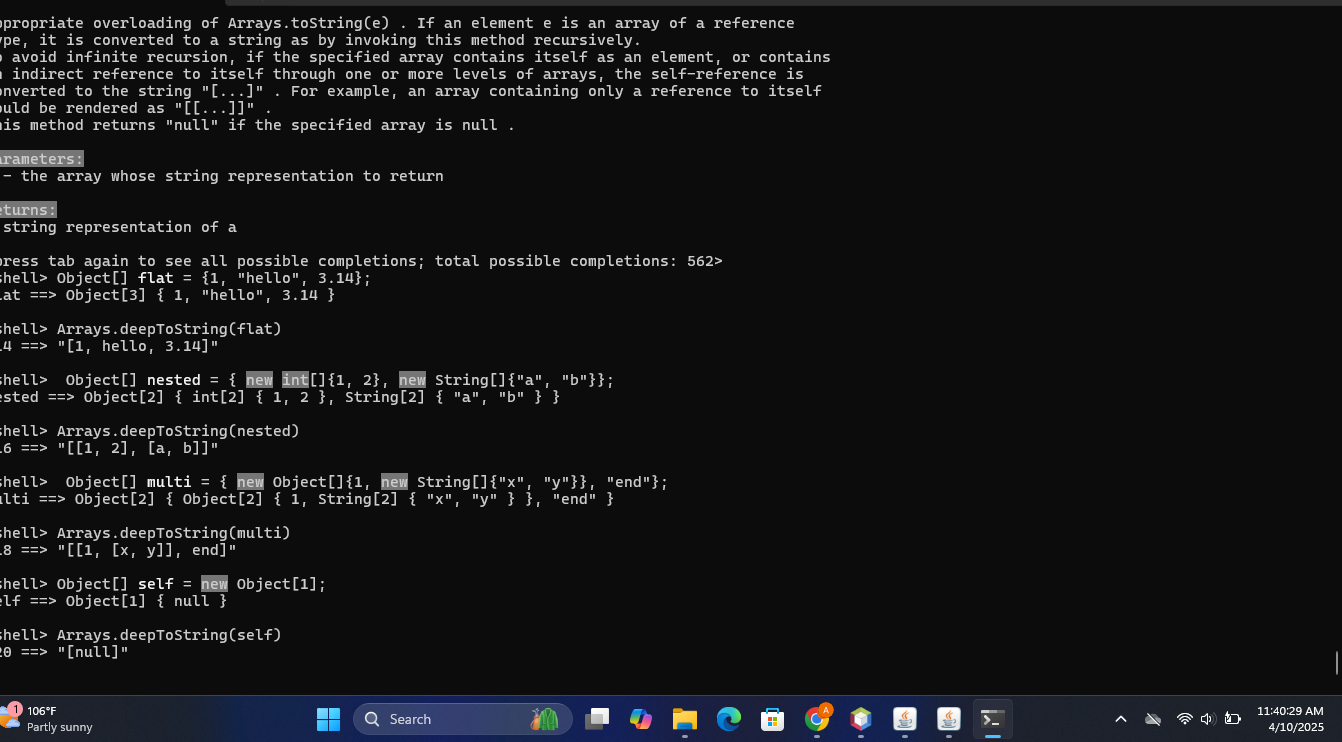 ppropriate overloading of Arrays.toString(e) . If an element e is an array of a reference
ype, it is converted to a string as by invoking this method recursively.
o avoid infinite recursion, if the specified array contains itself as an element, or contains
n indirect reference to itself through one or more levels of arrays, the self-reference is
onverted to the string "[...]" . For example, an array containing only a reference to itself
ould be rendered as "[[...]]" .
his method returns "null" if the specified array is null .
arameters:
- the array whose string representation to return
eturns:
string representation of a
press tab again to see all possible completions; total possible completions: 562>
shell> Object[] flat = {1, "hello", 3.14};
lat ==> Object[3] { 1, "hello", 3.14 }
shell> Arrays.deepToString(flat)
14 ==> "[1, hello, 3.14]"
shell>  Object[] nested = { new int[]{1, 2}, new String[]{"a", "b"}};
ested ==> Object[2] { int[2] { 1, 2 }, String[2] { "a", "b" } }
shell> Arrays.deepToString(nested)
16 ==> "[[1, 2], [a, b]]"
shell>  Object[] multi = { new Object[]{1, new String[]{"x", "y"}}, "end"};
ulti ==> Object[2] { Object[2] { 1, String[2] { "x", "y" } }, "end" }
shell> Arrays.deepToString(multi)
18 ==> "[[1, [x, y]], end]"
shell> Object[] self = new Object[1];
elf ==> Object[1] { null }
shell> Arrays.deepToString(self)
20 ==> "[null]"
1
106°F
Partly sunny
Search
A
11:40:29 AM
4/10/2025